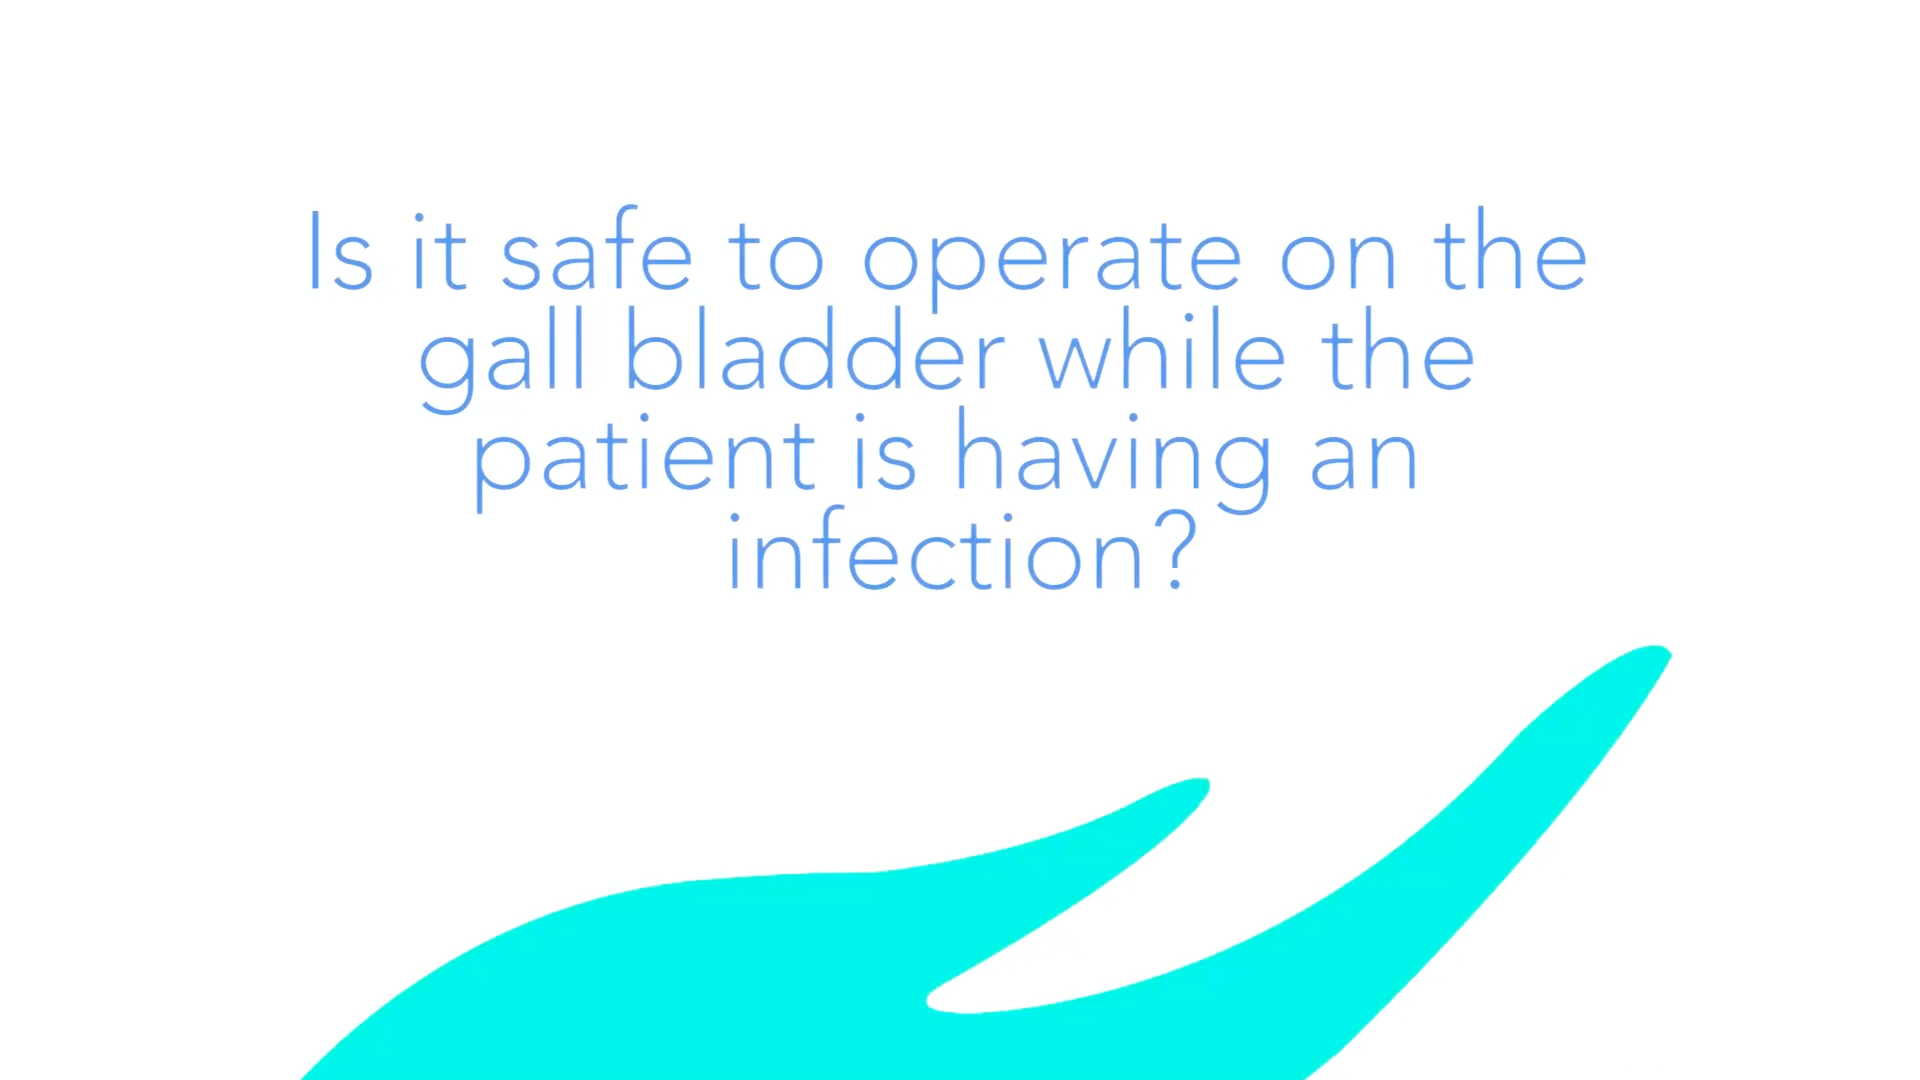 Is it safe to operate on the
gall bladder while the
patient is having an
infection?